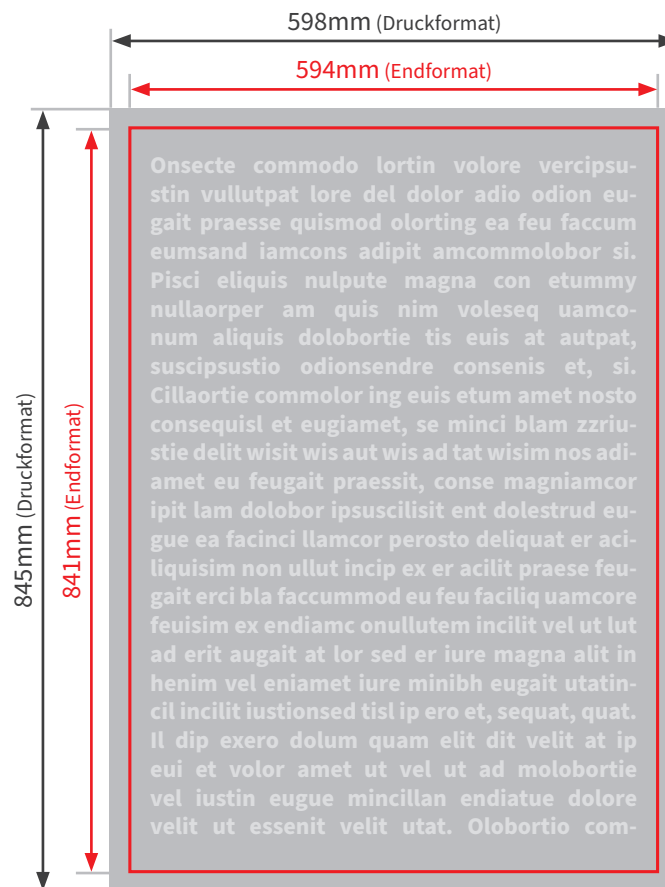 598mm (Druckformat)
594mm (Endformat)
845mm (Druckformat)
841mm (Endformat)
Onsecte commodo lortin volore vercipsu-
stin vullutpat lore del dolor adio odion eu-
gait praesse quismod olorting ea feu faccum
eumsand iamcons adipit amcommolobor si.
Pisci eliquis nulpute magna con etummy
nullaorper am quis nim voleseq uamco-
num aliquis dolobortie tis euis at autpat,
suscipsustio odionsendre consenis et, si.
Cillaortie commolor ing euis etum amet nosto
consequisl et eugiamet, se minci blam zzriu-
stie delit wisit wis aut wis ad tat wisim nos adi-
amet eu feugait praessit, conse magniamcor
ipit lam dolobor ipsuscilisit ent dolestrud eu-
gue ea facinci llamcor perosto deliquat er aci-
liquisim non ullut incip ex er acilit praese feu-
gait erci bla faccummod eu feu faciliq uamcore
feuisim ex endiamc onullutem incilit vel ut lut
ad erit augait at lor sed er iure magna alit in
henim vel eniamet iure minibh eugait utatin-
cil incilit iustionsed tisl ip ero et, sequat, quat.
Il dip exero dolum quam elit dit velit at ip
eui et volor amet ut vel ut ad molobortie
vel iustin eugue mincillan endiatue dolore
velit ut essenit velit utat. Olobortio com-